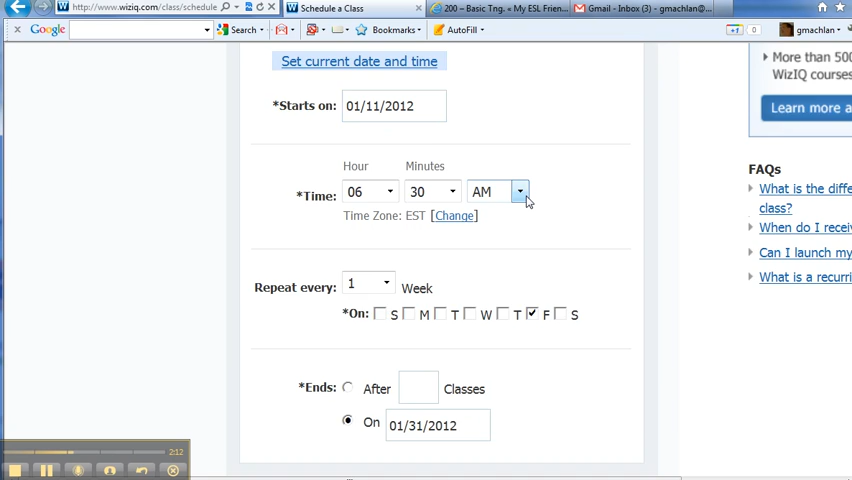 http://www.wiziq.com/class/schedule
Schedule a Class
200 – Basic Tng. « My ESL Frien...
Gmail - Inbox (3) - gmachlan@...
Google
Search
Bookmarks
AutoFill
+1 0
gmachlan
Set current date and time
*Starts on: 01/11/2012
Hour Minutes
*Time: 06 30 AM
Time Zone: EST [Change]
Repeat every: 1 Week
*On: S M T W T F S
*Ends: After Classes
On 01/31/2012
More than 500
WizIQ courses
Learn more a
FAQs
What is the diffe
class?
When do I recei
Can I launch my
What is a recurri
2:12